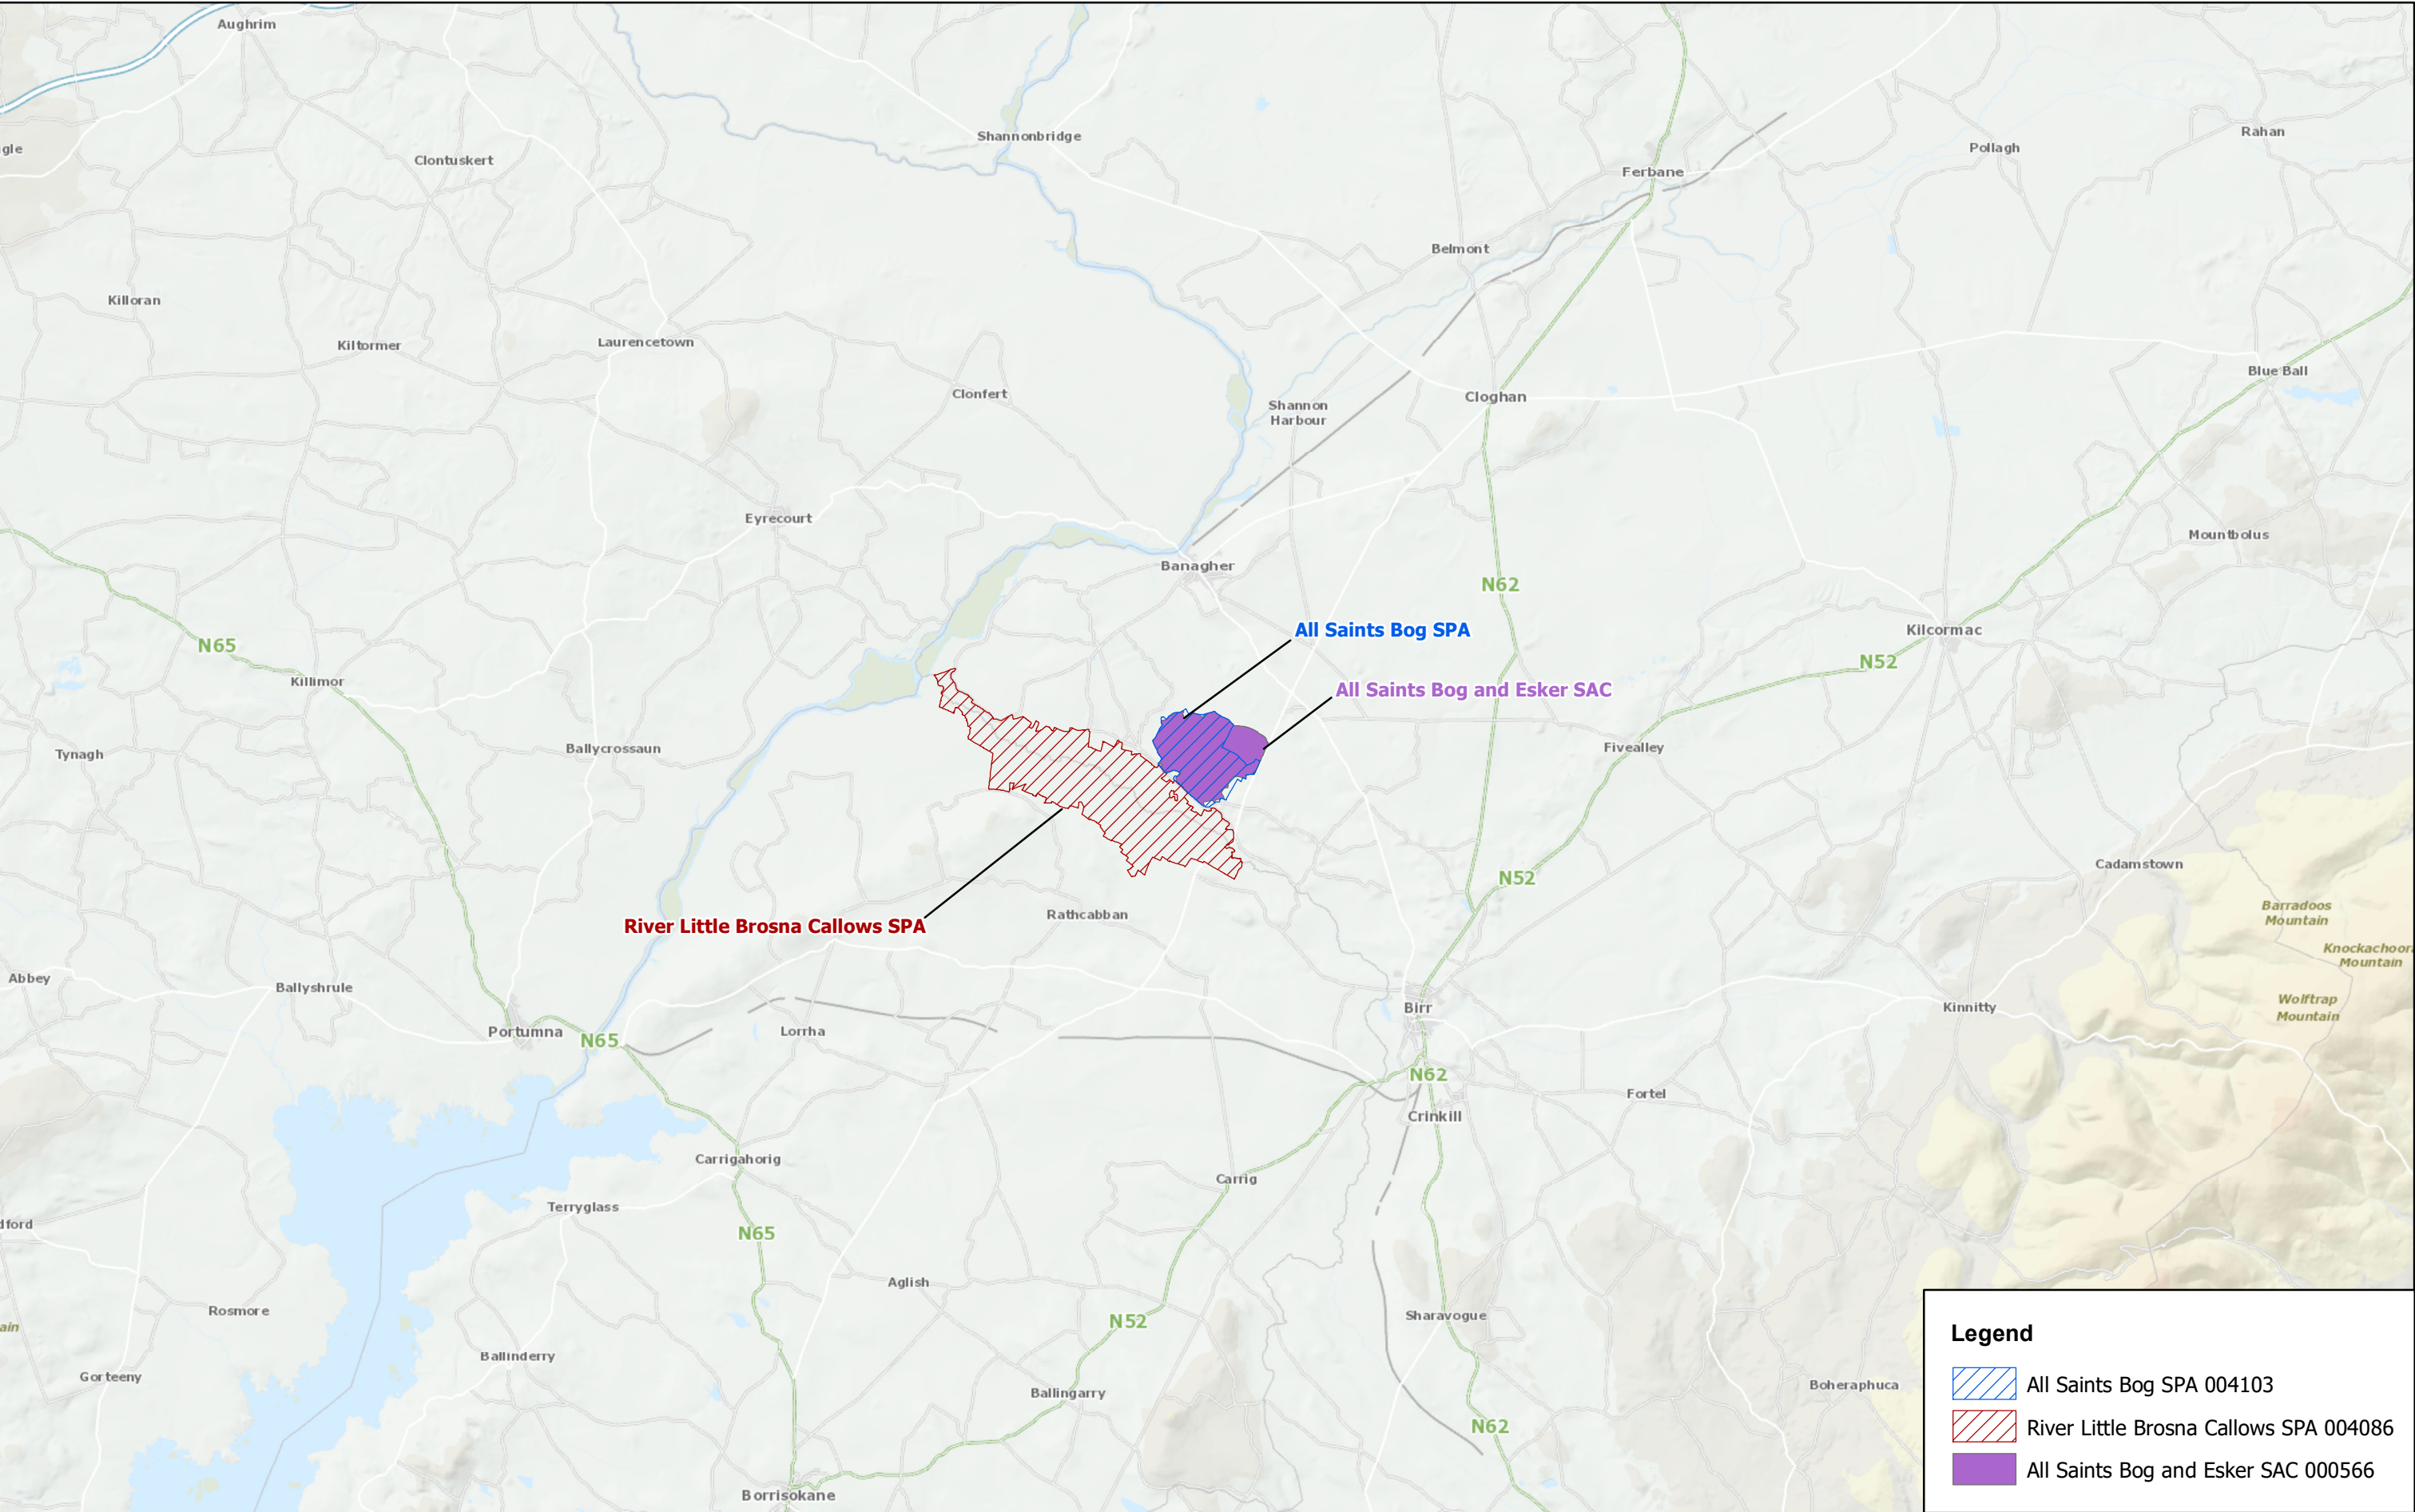 Aughrim
Shannonbridge
Rahan
gle
Clontuskert
Pollagh
Ferbane
Belmont
Killoran
Kiltormer
Laurencetown
Blue Ball
Clonfert
Cloghan
Shannon
Harbour
Eyrecourt
Mountbolus
Banagher
N62
All Saints Bog SPA
Kilcormac
N65
N52
Killimor
All Saints Bog and Esker SAC
Tynagh
Ballycrossaun
Fivealley
Cadamstown
N52
Barradoos
Mountain
Rathcabban
River Little Brosna Callows SPA
Knockachoor
Mountain
Abbey
Ballyshrule
Wolftrap
Mountain
Birr
Kinnitty
Portumna
Lorrha
N65
N62
Fortel
Crinkill
Carrigahorig
Carrig
Terryglass
dford
N65
Aglish
Rosmore
Sharavogue
N52
ain
Ballinderry
Gorteeny
Ballingarry
Boheraphuca
N62
Borrisokane
Legend
All Saints Bog SPA 004103
River Little Brosna Callows SPA 004086
All Saints Bog and Esker SAC 000566